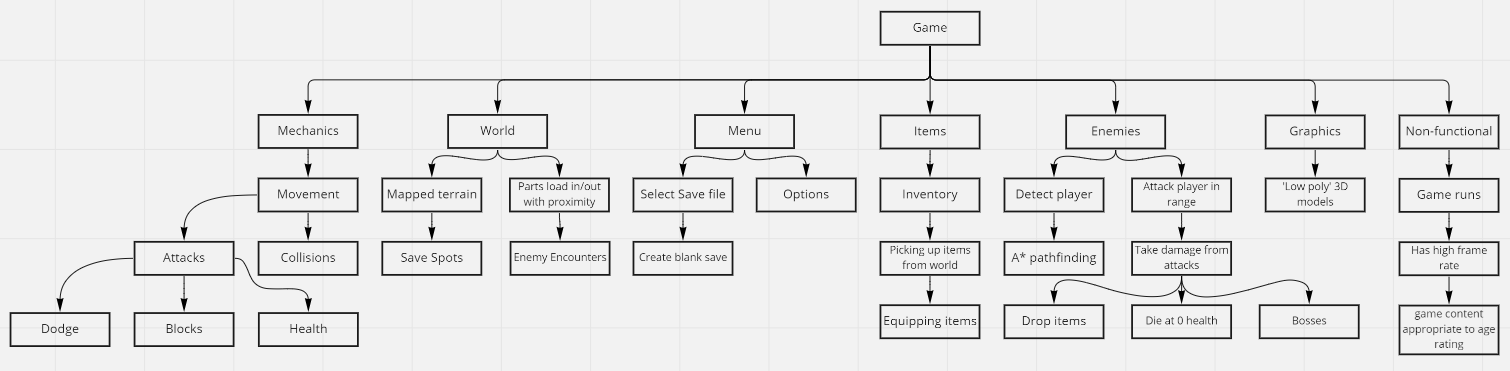 Game
Mechanics
World
Menu
Items
Enemies
Graphics
Non-functional
Movement
Mapped terrain
Parts load in/out
with proximity
Select Save file
Options
Inventory
Detect player
Attack player in
range
'Low poly' 3D
models
Game runs
Attacks
Collisions
Save Spots
Enemy Encounters
Create blank save
Picking up items
from world
A* pathfinding
Take damage from
attacks
Has high frame
rate
Dodge
Blocks
Health
Equipping items
Drop items
Die at 0 health
Bosses
game content
appropriate to age
rating